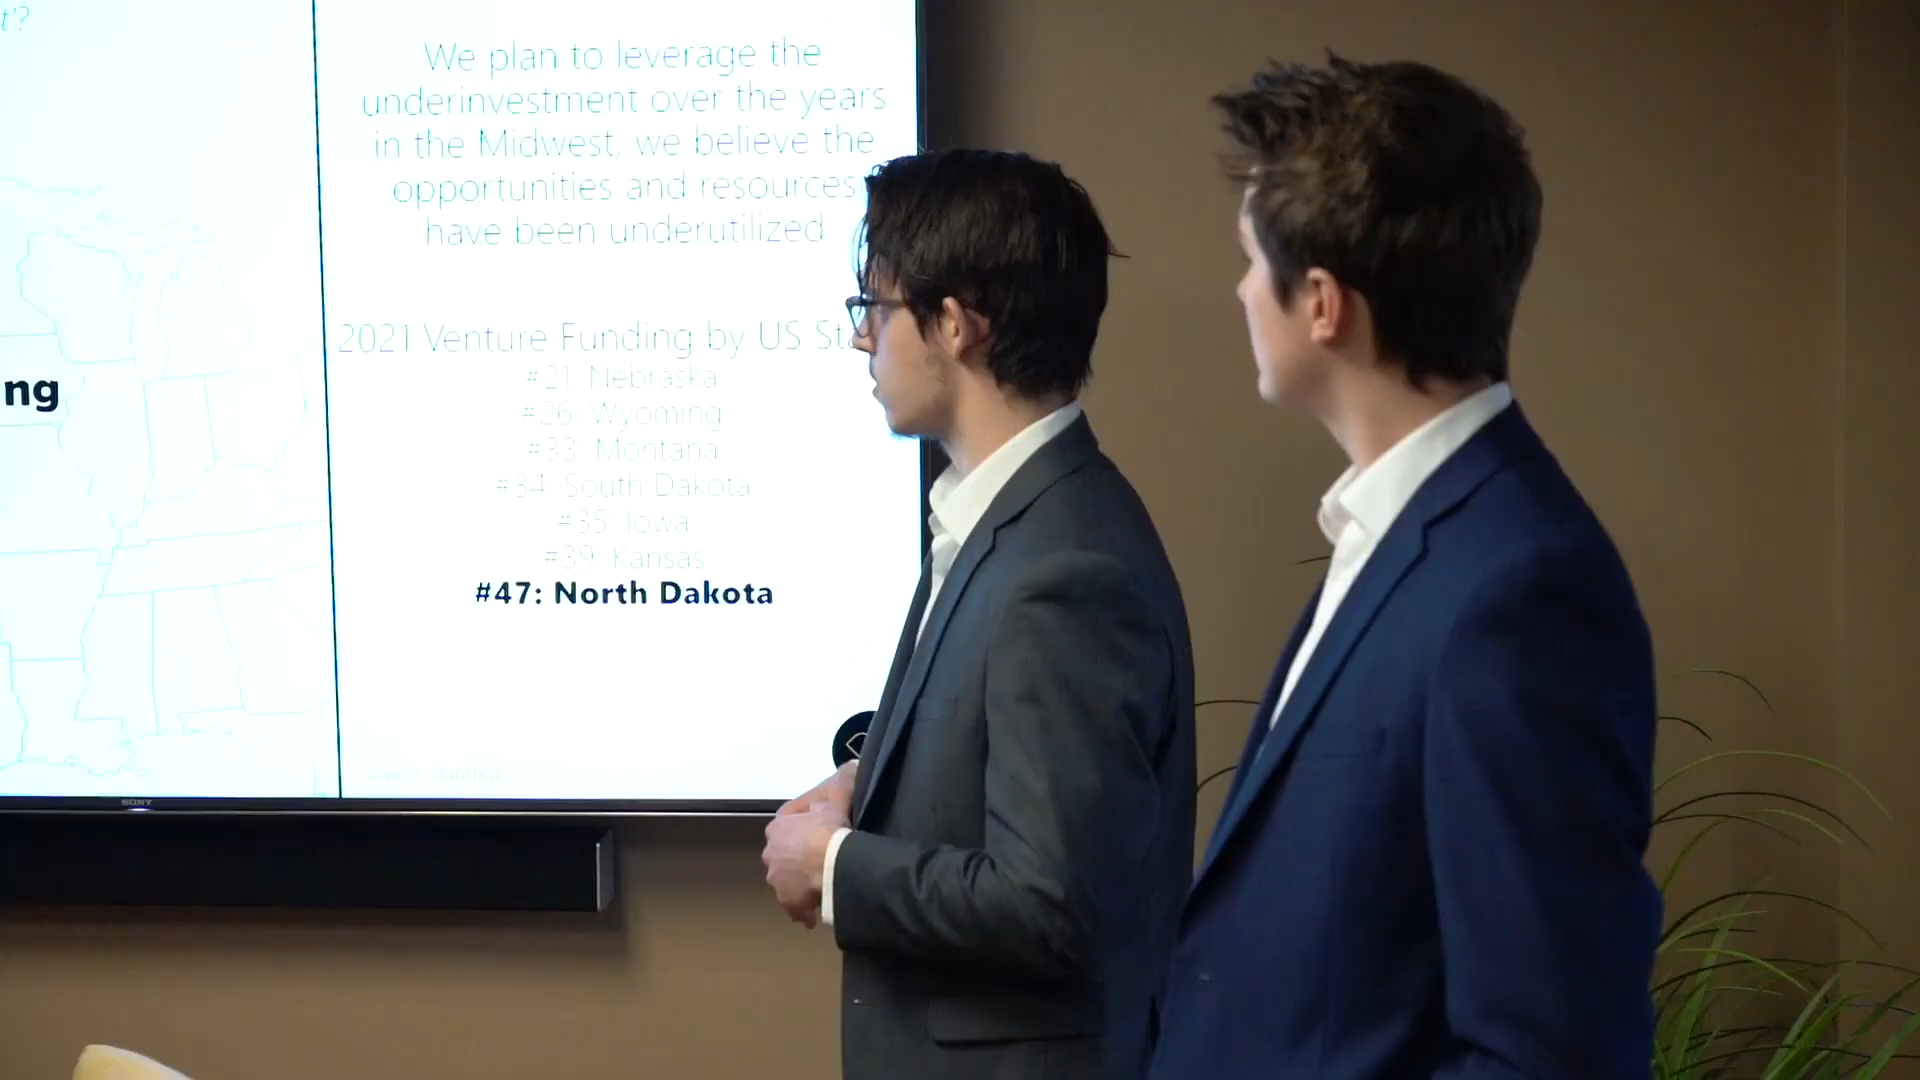 t'?
ng
We plan to leverage the
underinvestment over the years
in the Midwest, we believe the
opportunities and resources
have been underutilized
2021 Venture Funding by US
#21: Nebraska
#26: Wyoming
#33: Montana
#34: South Dakota
#35: Iowa
#39: Kansas
#47: North Dakota
Source: Statistica
SONY